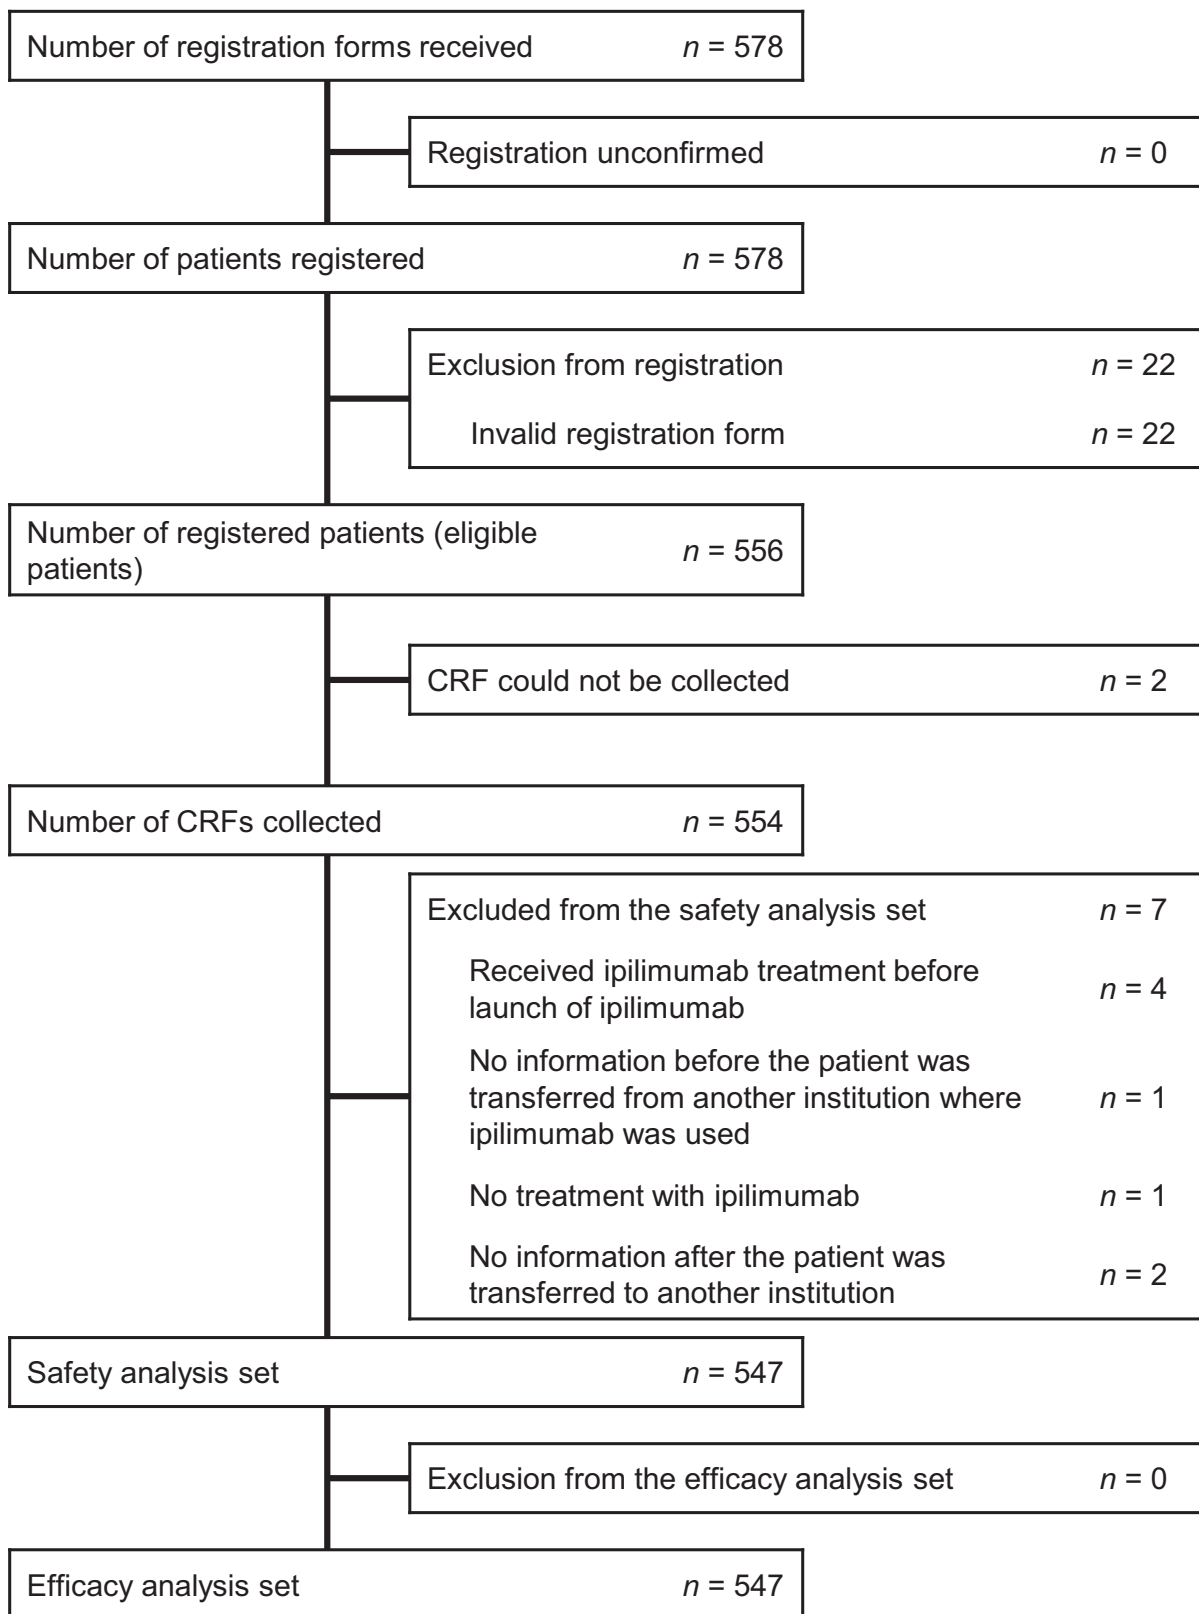 Number of registration forms received n = 578
Registration unconfirmed n = 0
Number of patients registered n = 578
Exclusion from registration n = 22
Invalid registration form n = 22
Number of registered patients (eligible
patients) n = 556
CRF could not be collected n = 2
Number of CRFs collected n = 554
Excluded from the safety analysis set n = 7
Received ipilimumab treatment before
launch of ipilimumab n = 4
No information before the patient was
transferred from another institution where n = 1
ipilimumab was used
No treatment with ipilimumab n = 1
No information after the patient was
transferred to another institution n = 2
Safety analysis set n = 547
Exclusion from the efficacy analysis set n = 0
Efficacy analysis set n = 547